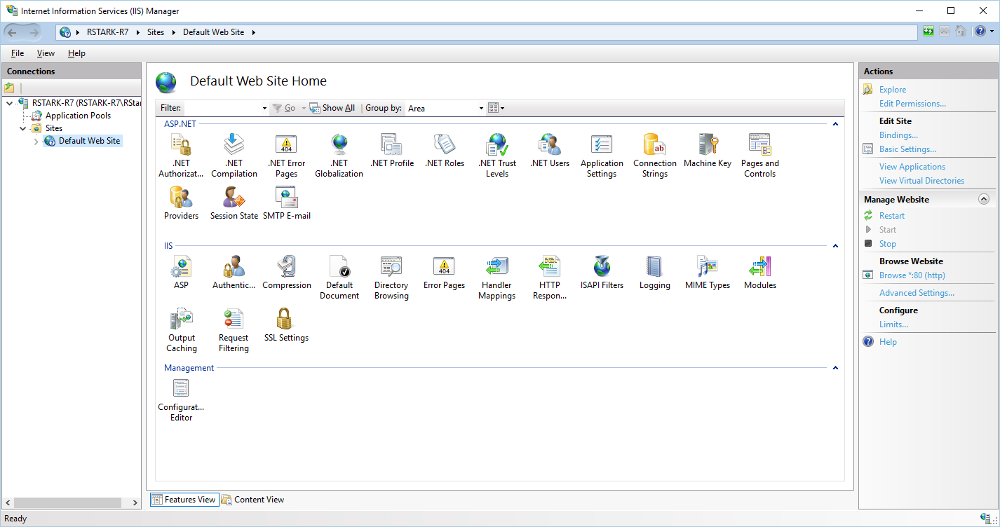 Internet Information Services (IIS) Manager
RSTARK-R7 Sites Default Web Site
File View Help
Connections
RSTARK-R7 (RSTARK-R7\RStar
Application Pools
Sites
Default Web Site
Default Web Site Home
Filter: Go Show All Group by: Area
ASP.NET
.NET Authorizat...
.NET Compilation
.NET Error Pages
.NET Globalization
.NET Profile
.NET Roles
.NET Trust Levels
.NET Users
Application Settings
Connection Strings
Machine Key
Pages and Controls
Providers
Session State
SMTP E-mail
IIS
ASP
Authentic...
Compression
Default Document
Directory Browsing
Error Pages
Handler Mappings
HTTP Respon...
ISAPI Filters
Logging
MIME Types
Modules
Output Caching
Request Filtering
SSL Settings
Management
Configurat... Editor
Features View
Content View
Actions
Explore
Edit Permissions...
Edit Site
Bindings...
Basic Settings...
View Applications
View Virtual Directories
Manage Website
Restart
Start
Stop
Browse Website
Browse *:80 (http)
Advanced Settings...
Configure
Limits...
Help
Ready